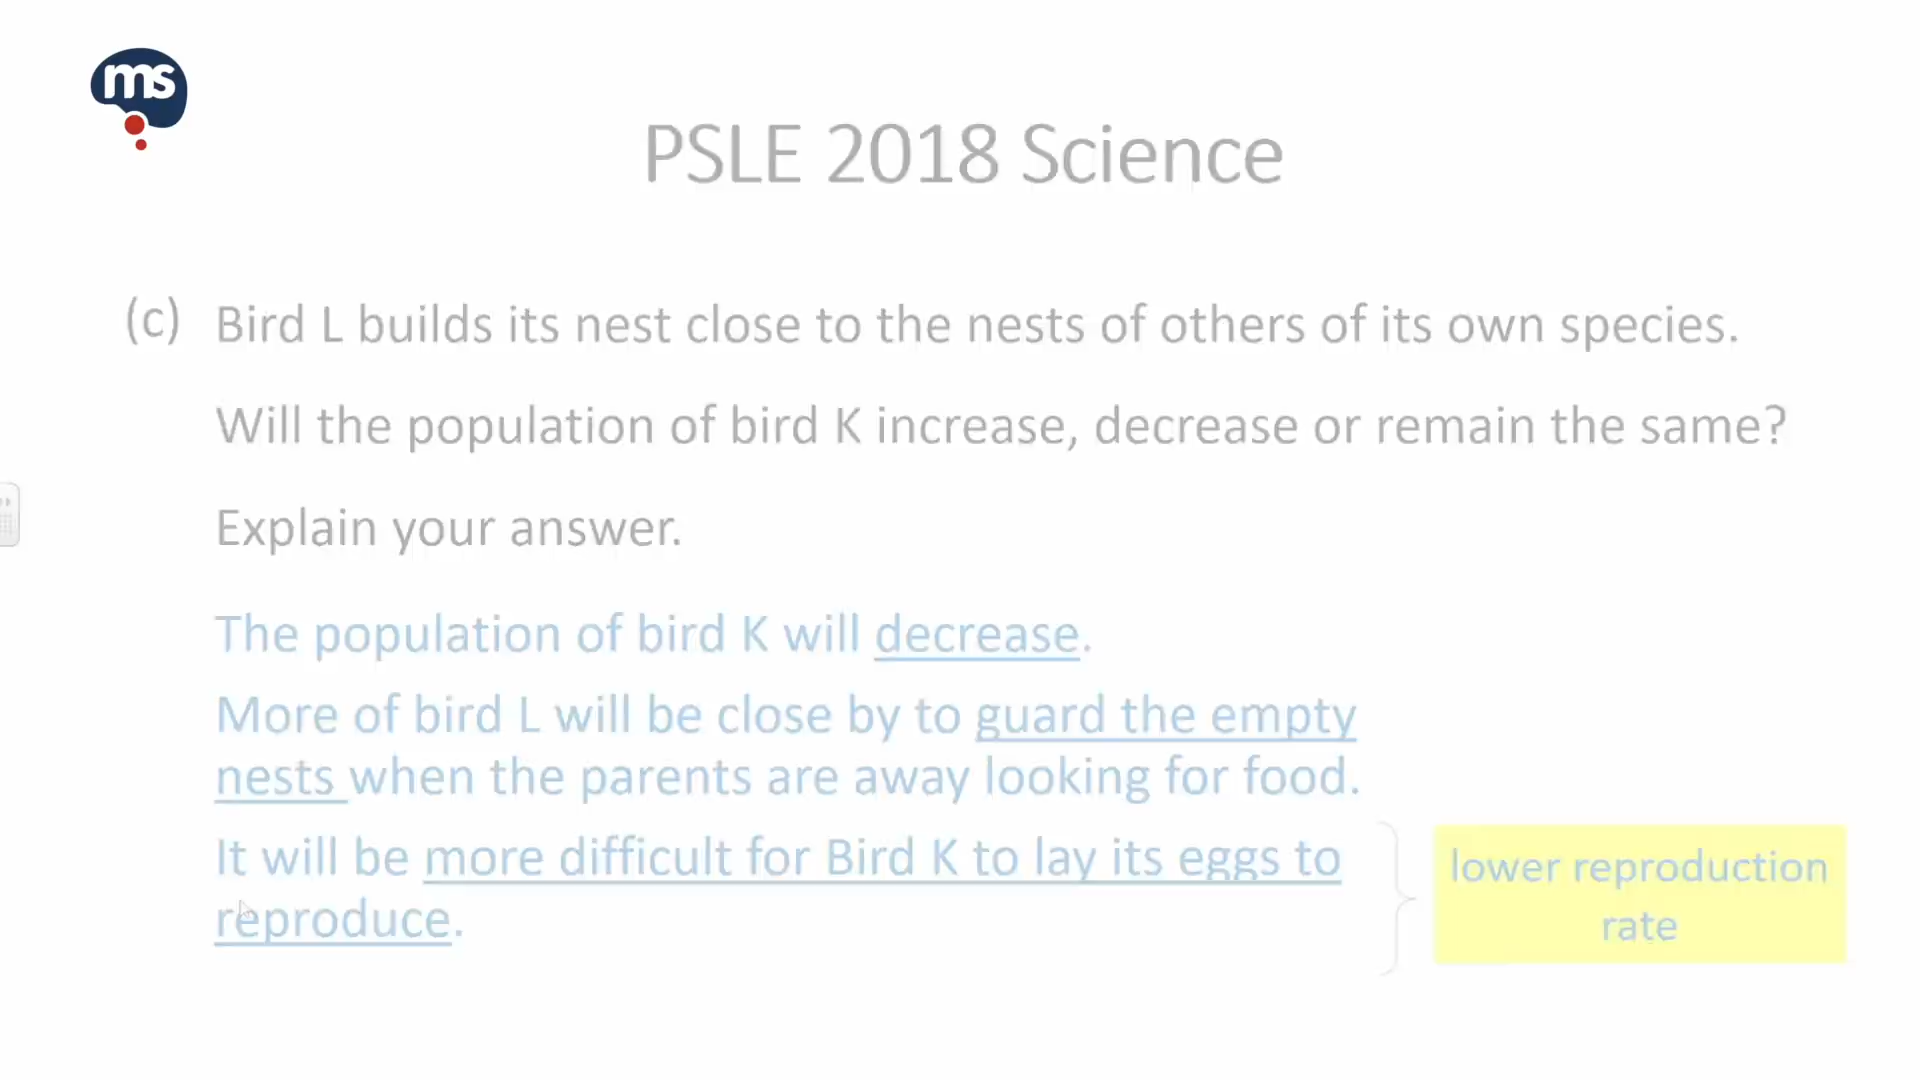 ms
PSLE 2018 Science
(c) Bird L builds its nest close to the nests of others of its own species.
Will the population of bird K increase, decrease or remain the same?
Explain your answer.
The population of bird K will decrease.
More of bird L will be close by to guard the empty
nests when the parents are away looking for food.
It will be more difficult for Bird K to lay its eggs to
reproduce.
lower reproduction
rate